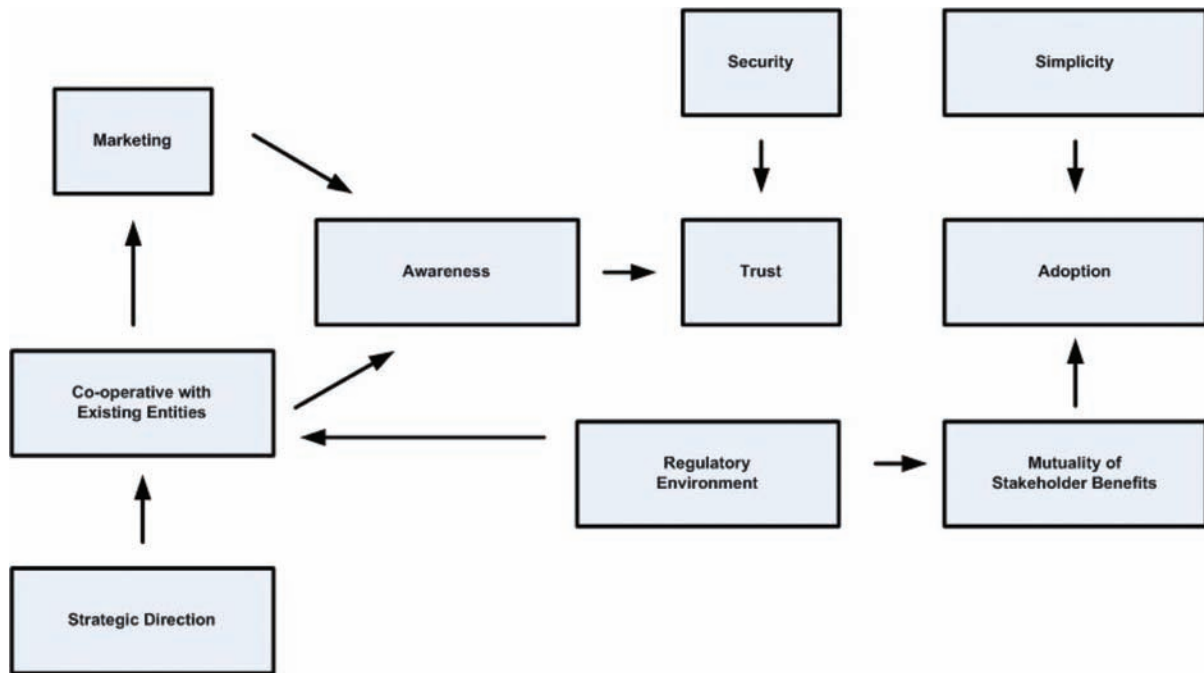 Security
Simplicity
Marketing
Awareness
Trust
Adoption
Co-operative with
Existing Entities
Regulatory
Environment
Mutuality of
Stakeholder Benefits
Strategic Direction